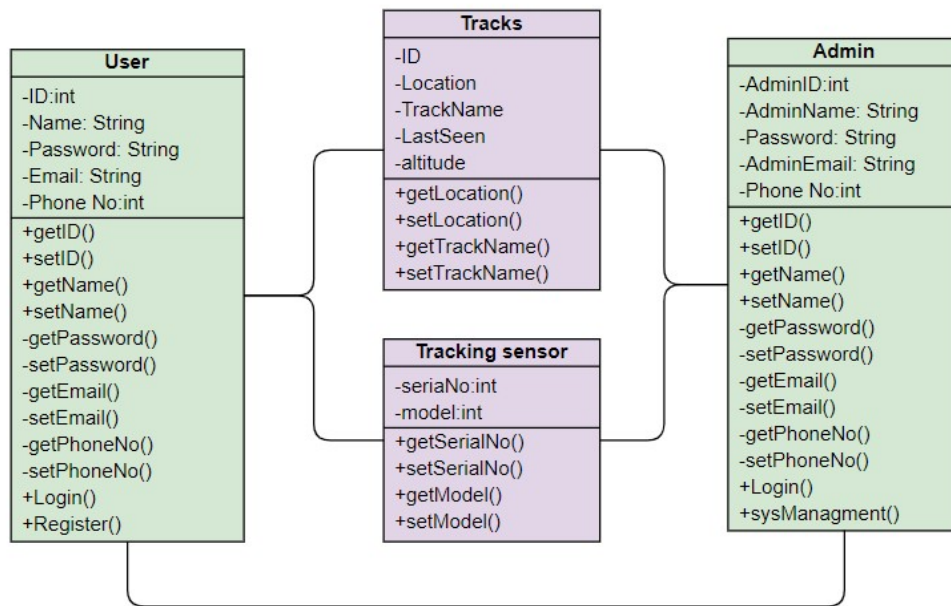 User
-ID:int
-Name: String
-Password: String
-Email: String
-Phone No:int
+getID()
+setID()
+getName()
+setName()
-getPassword()
-setPassword()
-getEmail()
-setEmail()
-getPhoneNo()
-setPhoneNo()
+Login()
+Register()
Tracks
-ID
-Location
-TrackName
-LastSeen
-altitude
+getLocation()
+setLocation()
+getTrackName()
+setTrackName()
Tracking sensor
-seriaNo:int
-model:int
+getSerialNo()
+setSerialNo()
+getModel()
+setModel()
Admin
-AdminID:int
-AdminName: String
-Password: String
-AdminEmail: String
-Phone No:int
+getID()
+setID()
+getName()
+setName()
-getPassword()
-setPassword()
-getEmail()
-setEmail()
-getPhoneNo()
-setPhoneNo()
+Login()
+sysManagment()